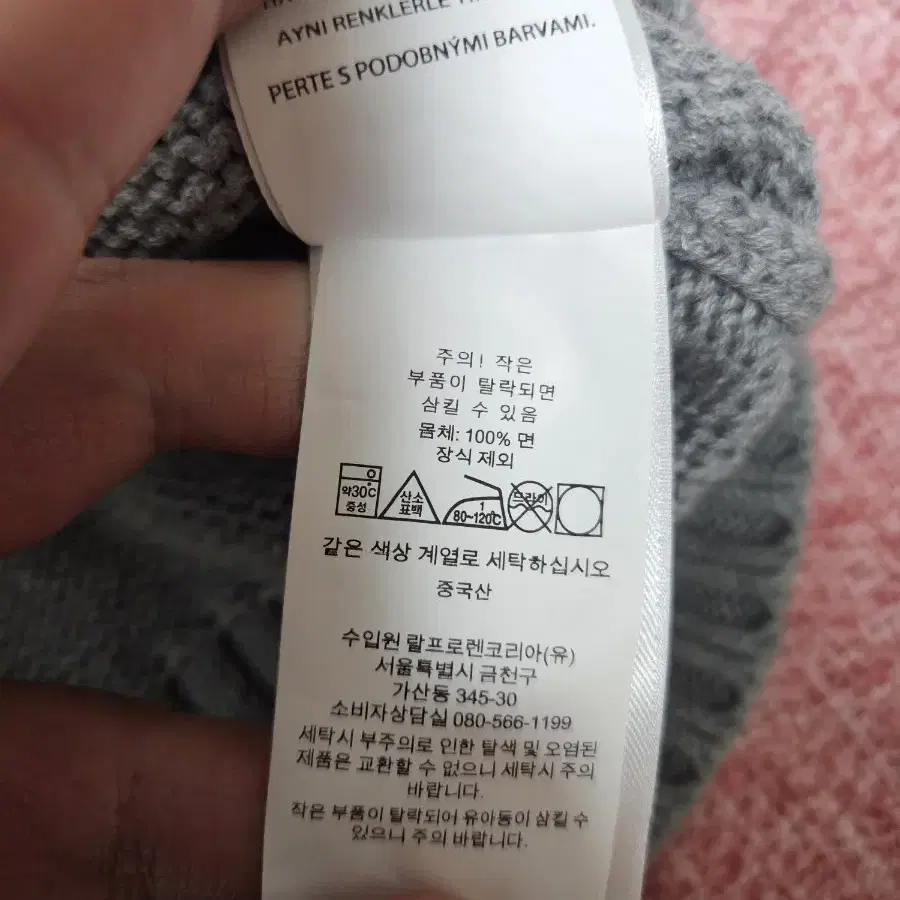 AYNI RENKLERLE
PERTE S PODOBNÝMI BARVAMI.
주의! 작은
부품이 탈락되면
삼킬 수 있음
몸체: 100% 면
장식 제외
약30℃
중성
산소
표백
1
80~120℃
드라이
같은 색상 계열로 세탁하십시오
중국산
수입원 랄프로렌코리아(유)
서울특별시 금천구
가산동 345-30
소비자상담실 080-566-1199
세탁시 부주의로 인한 탈색 및 오염된
제품은 교환할 수 없으니 세탁시 주의
바랍니다.
작은 부품이 탈락되어 유아동이 삼킬 수
있으니 주의 바랍니다.